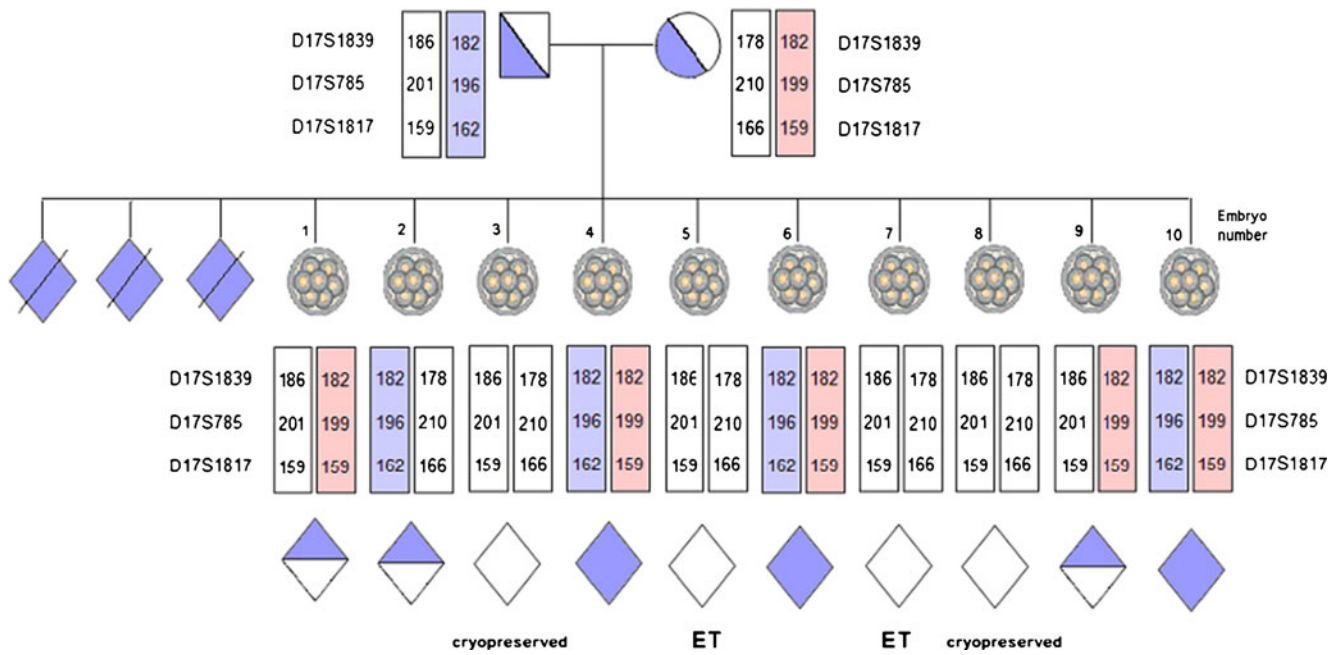 D17S1839 186 182 178 182 D17S1839
D17S785 201 196 210 199 D17S785
D17S1817 159 162 166 159 D17S1817
1 2 3 4 5 6 7 8 9 10 Embryo
number
D17S1839 186 182 182 178 186 178 182 182 186 178 182 182 186 178 186 178 186 182 182 182 D17S1839
D17S785 201 199 196 210 201 210 196 199 201 210 196 199 201 210 201 210 201 199 196 199 D17S785
D17S1817 159 159 162 166 159 166 162 159 159 166 162 159 159 166 159 166 159 159 162 159 D17S1817
cryopreserved ET ET cryopreserved